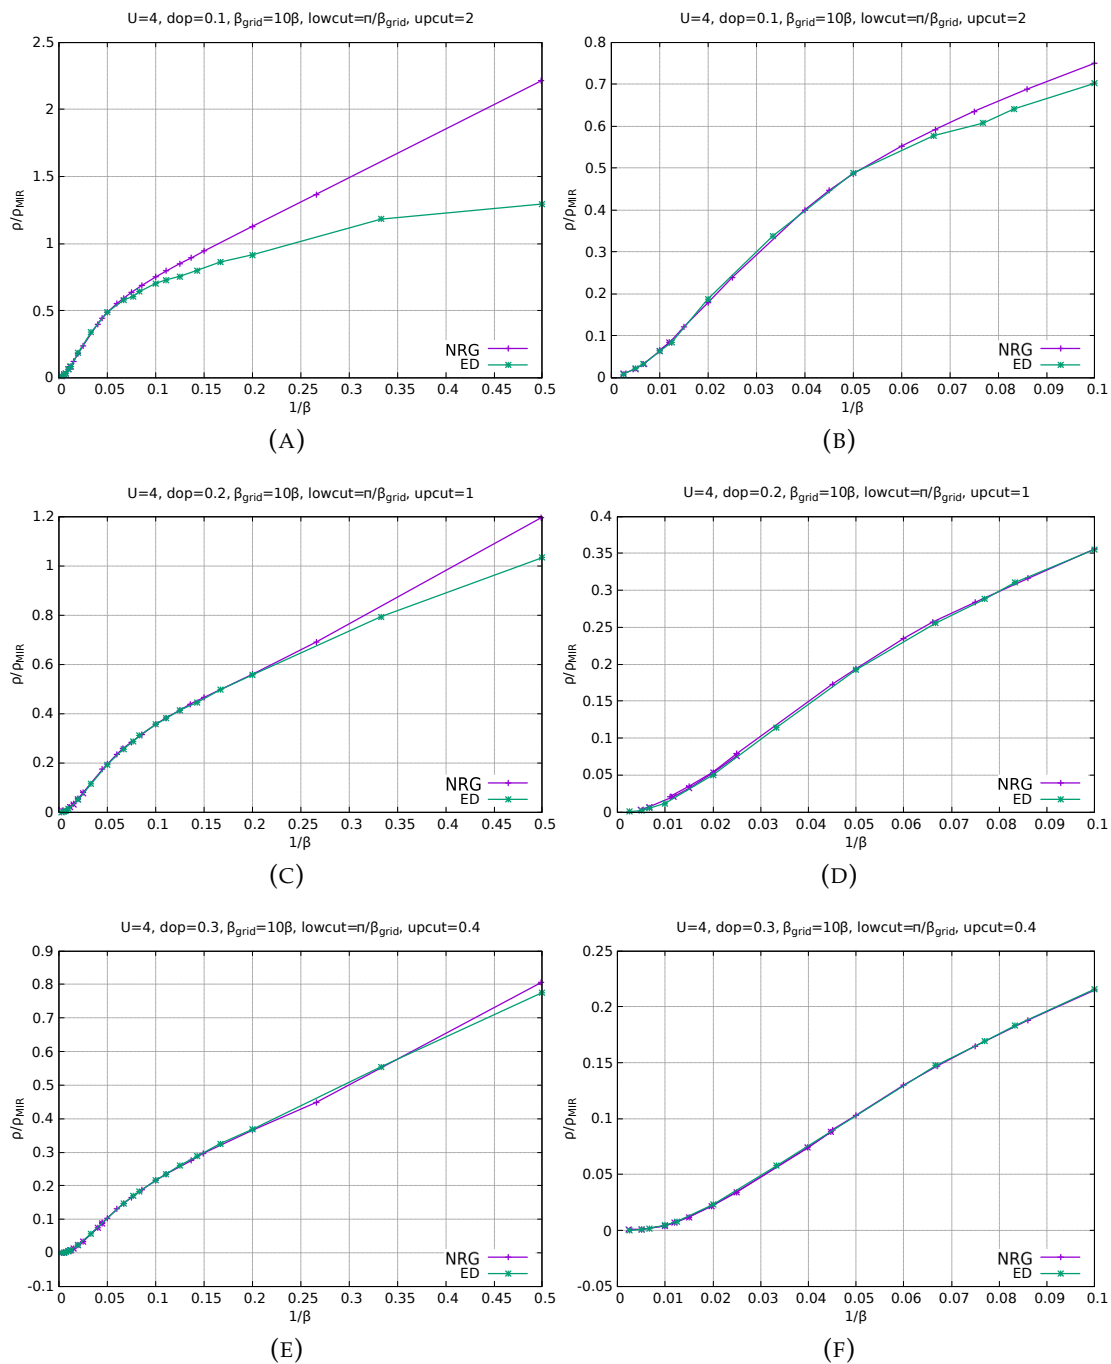 U=4, dop=0.1, βgrid=10β, lowcut=π/βgrid, upcut=2
2.5
2
1.5
1
0.5
0
ρ/ρMIR
0 0.05 0.1 0.15 0.2 0.25 0.3 0.35 0.4 0.45 0.5
1/β
NRG
ED
(A)
U=4, dop=0.1, βgrid=10β, lowcut=π/βgrid, upcut=2
0.8
0.7
0.6
0.5
0.4
0.3
0.2
0.1
0
ρ/ρMIR
0 0.01 0.02 0.03 0.04 0.05 0.06 0.07 0.08 0.09 0.1
1/β
NRG
ED
(B)
U=4, dop=0.2, βgrid=10β, lowcut=π/βgrid, upcut=1
1.2
1
0.8
0.6
0.4
0.2
0
ρ/ρMIR
0 0.05 0.1 0.15 0.2 0.25 0.3 0.35 0.4 0.45 0.5
1/β
NRG
ED
(C)
U=4, dop=0.2, βgrid=10β, lowcut=π/βgrid, upcut=1
0.4
0.35
0.3
0.25
0.2
0.15
0.1
0.05
0
ρ/ρMIR
0 0.01 0.02 0.03 0.04 0.05 0.06 0.07 0.08 0.09 0.1
1/β
NRG
ED
(D)
U=4, dop=0.3, βgrid=10β, lowcut=π/βgrid, upcut=0.4
0.9
0.8
0.7
0.6
0.5
0.4
0.3
0.2
0.1
0
-0.1
ρ/ρMIR
0 0.05 0.1 0.15 0.2 0.25 0.3 0.35 0.4 0.45 0.5
1/β
NRG
ED
(E)
U=4, dop=0.3, βgrid=10β, lowcut=π/βgrid, upcut=0.4
0.25
0.2
0.15
0.1
0.05
0
-0.05
ρ/ρMIR
0 0.01 0.02 0.03 0.04 0.05 0.06 0.07 0.08 0.09 0.1
1/β
NRG
ED
(F)